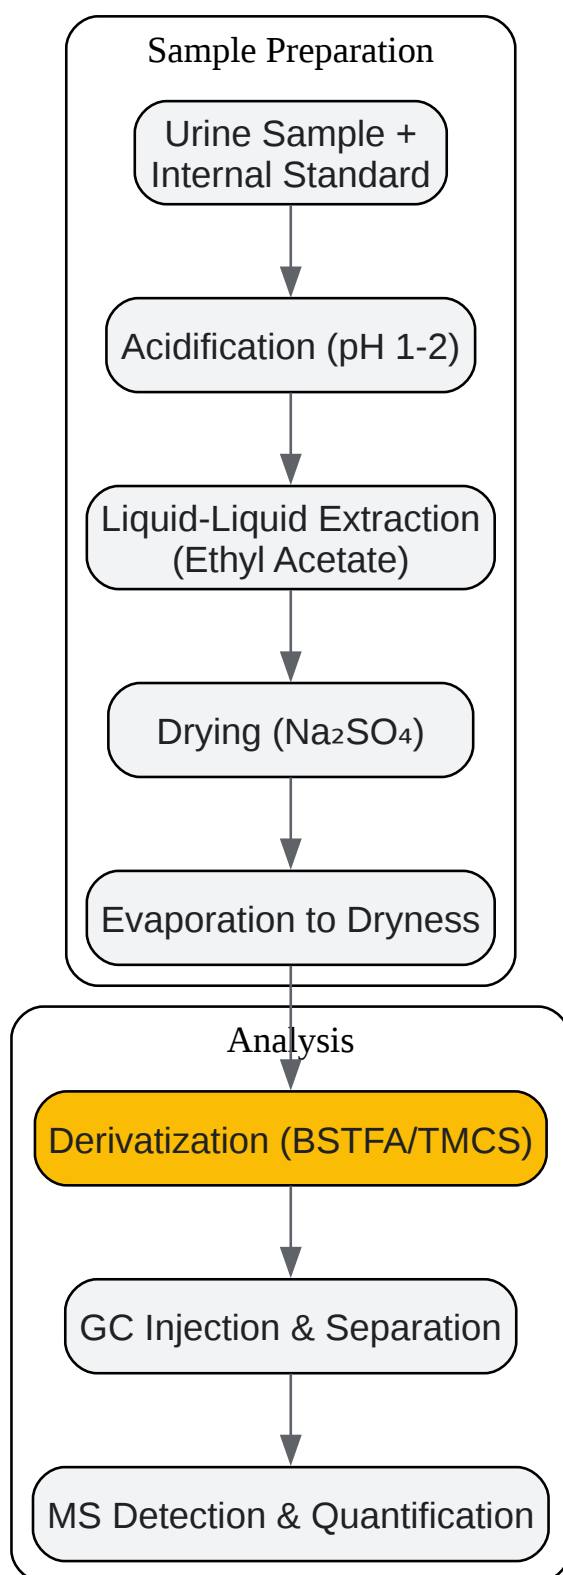 Sample Preparation
Urine Sample +
Internal Standard
Acidification (pH 1-2)
Liquid-Liquid Extraction
(Ethyl Acetate)
Drying (Na₂SO₄)
Evaporation to Dryness
Analysis
Derivatization (BSTFA/TMCS)
GC Injection & Separation
MS Detection & Quantification